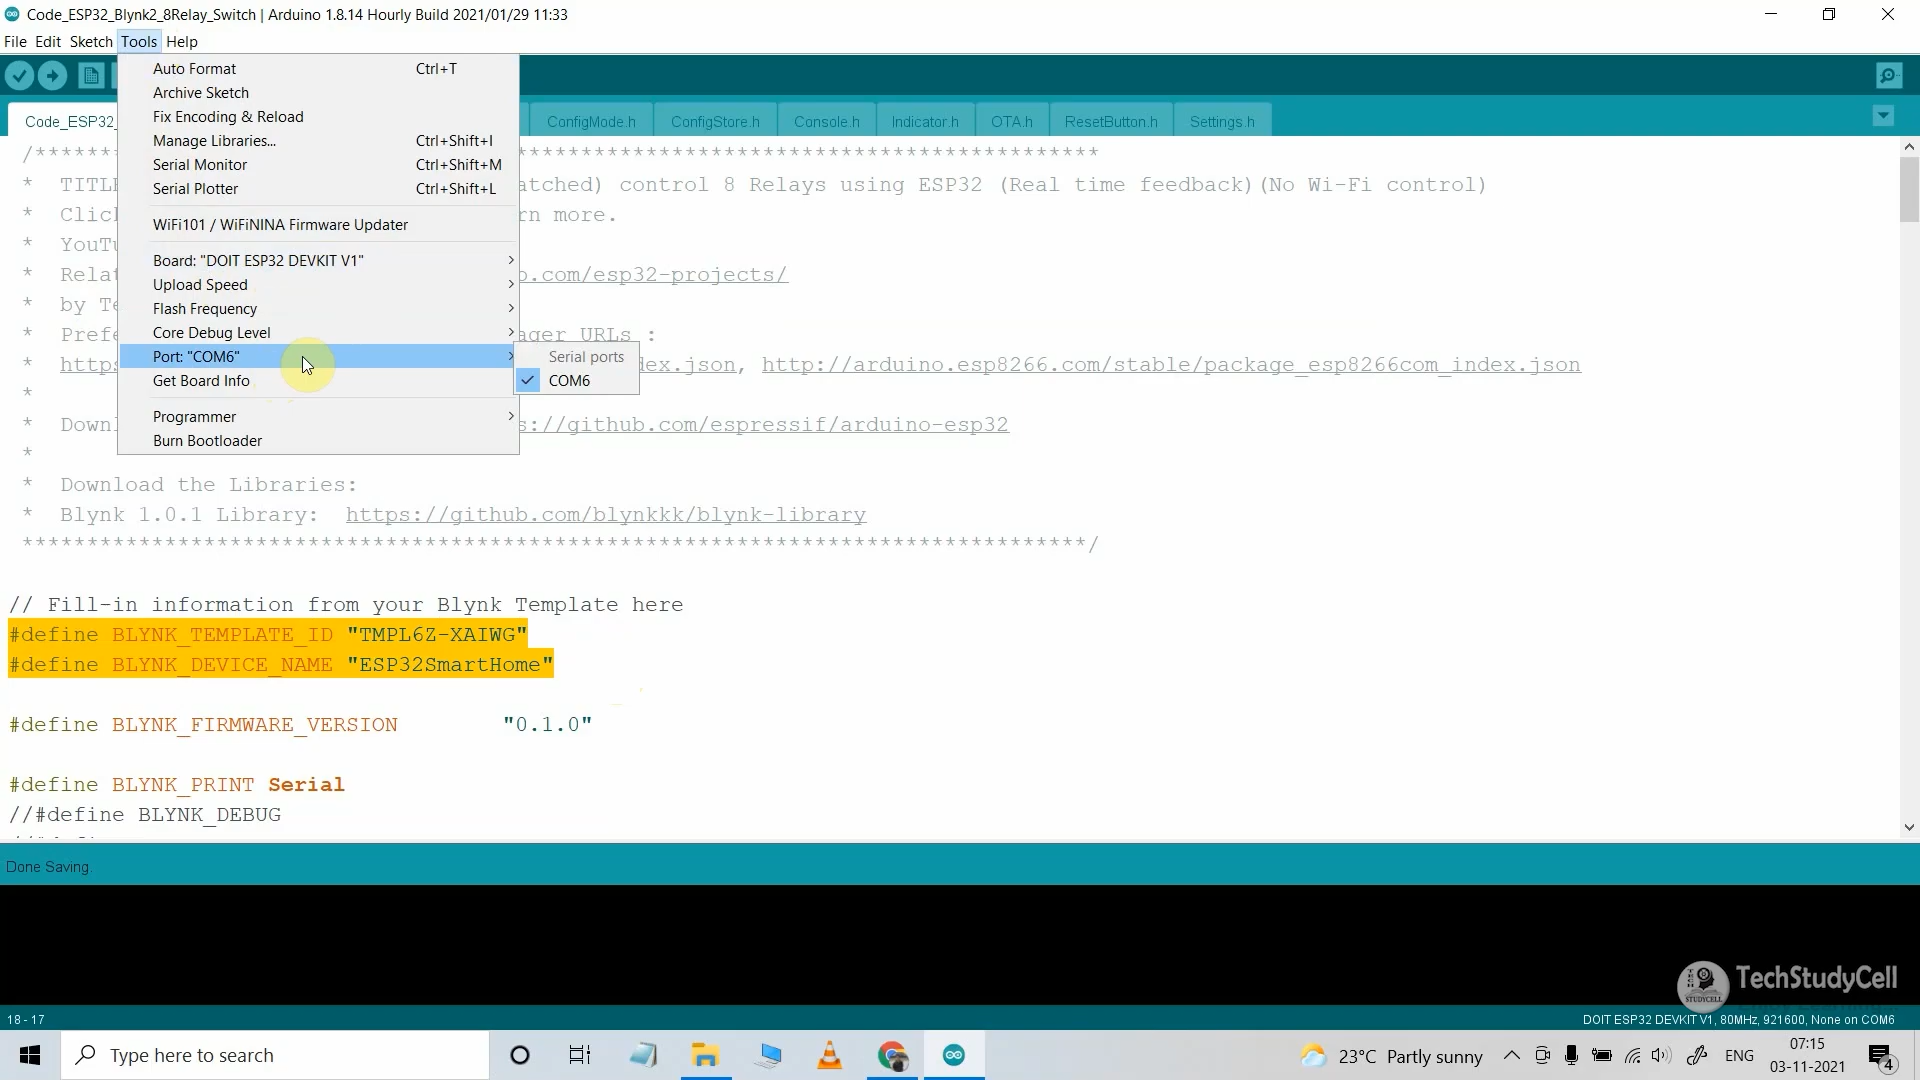 Code_ESP32_Blynk2_8Relay_Switch | Arduino 1.8.14 Hourly Build 2021/01/29 11:33
File Edit Sketch Tools Help
Auto Format Ctrl+T
Archive Sketch
Fix Encoding & Reload
Manage Libraries... Ctrl+Shift+I
Serial Monitor Ctrl+Shift+M
Serial Plotter Ctrl+Shift+L
WiFi101 / WiFiNINA Firmware Updater
Board: "DOIT ESP32 DEVKIT V1"
Upload Speed
Flash Frequency
Core Debug Level
Port: "COM6"
Get Board Info
Programmer
Burn Bootloader
Serial ports
COM6
Code_ESP32_ ConfigMode.h ConfigStore.h Console.h Indicator.h OTA.h ResetButton.h Settings.h
/******* *********************************************
* TITL atched) control 8 Relays using ESP32 (Real time feedback)(No Wi-Fi control)
* Clic rn more.
* YouTu
* Relat o.com/esp32-projects/
* by Te
* Prefe ager URLs :
* https dex.json, http://arduino.esp8266.com/stable/package_esp8266com_index.json
*
* Downl s://github.com/espressif/arduino-esp32
*
* Download the Libraries:
* Blynk 1.0.1 Library: https://github.com/blynkkk/blynk-library
**********************************************************************************/
// Fill-in information from your Blynk Template here
#define BLYNK_TEMPLATE_ID "TMPL6Z-XAIWG"
#define BLYNK_DEVICE_NAME "ESP32SmartHome"
#define BLYNK_FIRMWARE_VERSION "0.1.0"
#define BLYNK_PRINT Serial
//#define BLYNK_DEBUG
Done Saving.
TECH STUDYCELL
TechStudyCell
18 - 17
DOIT ESP32 DEVKIT V1, 80MHz, 921600, None on COM6
Type here to search
23°C Partly sunny
ENG
07:15
03-11-2021
4